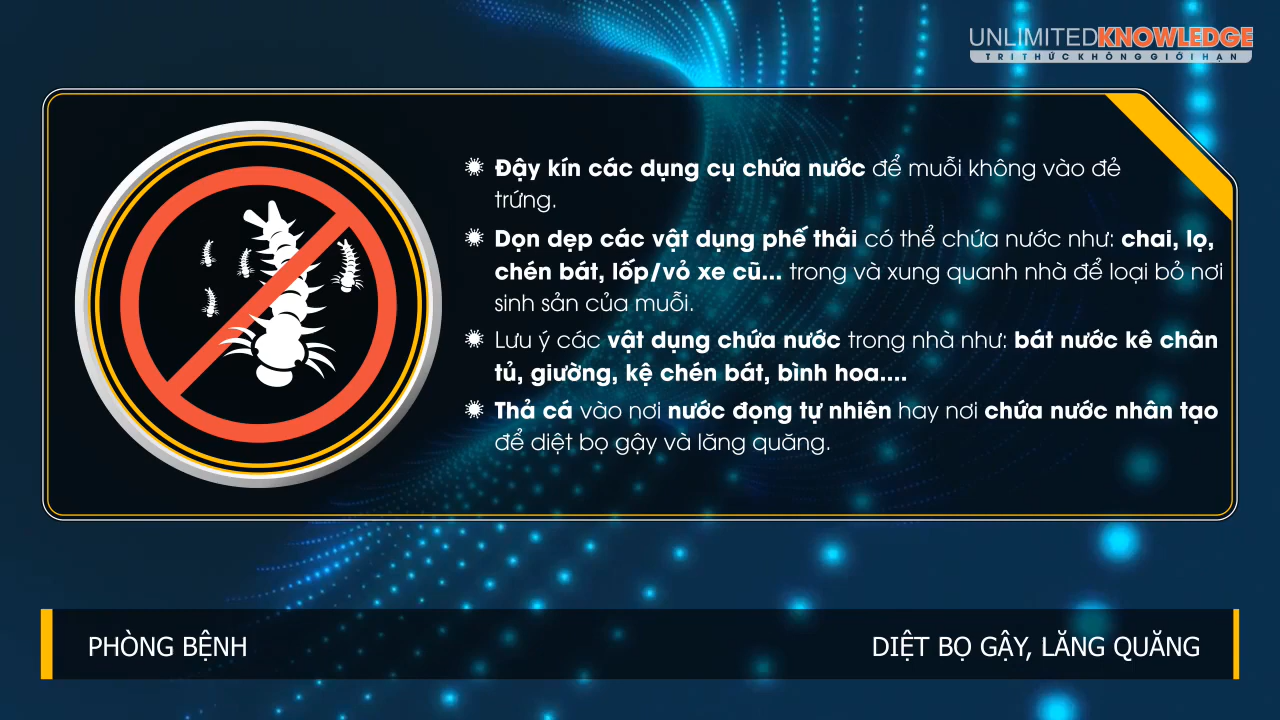 UNLIMITEDKNOWLEDGE
TRI THỨC KHÔNG GIỚI HẠN
Đậy kín các dụng cụ chứa nước để muỗi không vào đẻ
trứng.
Dọn dẹp các vật dụng phế thải có thể chứa nước như: chai, lọ,
chén bát, lốp/vỏ xe cũ... trong và xung quanh nhà để loại bỏ nơi
sinh sản của muỗi.
Lưu ý các vật dụng chứa nước trong nhà như: bát nước kê chân
tủ, giường, kệ chén bát, bình hoa....
Thả cá vào nơi nước đọng tự nhiên hay nơi chứa nước nhân tạo
để diệt bọ gậy và lăng quăng.
PHÒNG BỆNH
DIỆT BỌ GẬY, LĂNG QUĂNG